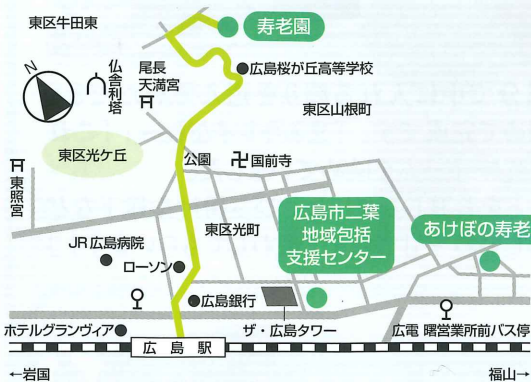 東区牛田東
寿老園
N
仏舎利塔
尾長
天満宮
広島桜が丘高等学校
東区山根町
東区光ケ丘
公園
国前寺
東照宮
東区光町
広島市二葉
地域包括
支援センター
あけぼの寿老
JR広島病院
ローソン
広島銀行
ホテルグランヴィア
ザ・広島タワー
広電 曙営業所前バス停
広島駅
←岩国
福山→